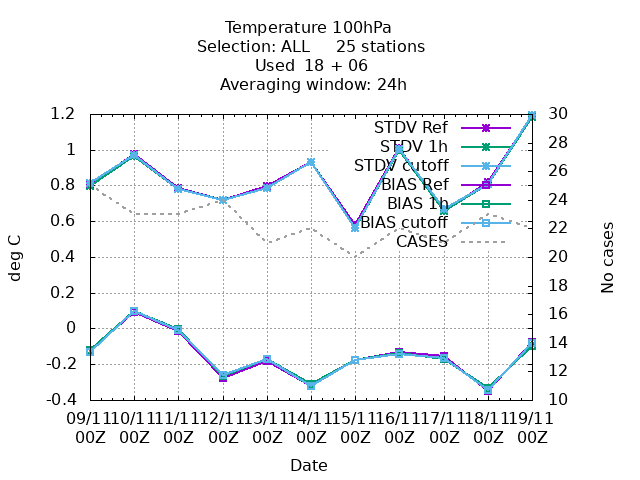 Temperature 100hPa
Selection: ALL 25 stations
Used 18 + 06
Averaging window: 24h
1.2
1
0.8
0.6
0.4
0.2
0
-0.2
-0.4
deg C
30
28
26
24
22
20
18
16
14
12
10
No cases
STDV Ref
STDV 1h
STDV cutoff
BIAS Ref
BIAS 1h
BIAS cutoff
CASES
09/11 10/11 11/11 12/11 13/11 14/11 15/11 16/11 17/11 18/11 19/11
00Z 00Z 00Z 00Z 00Z 00Z 00Z 00Z 00Z 00Z 00Z
Date